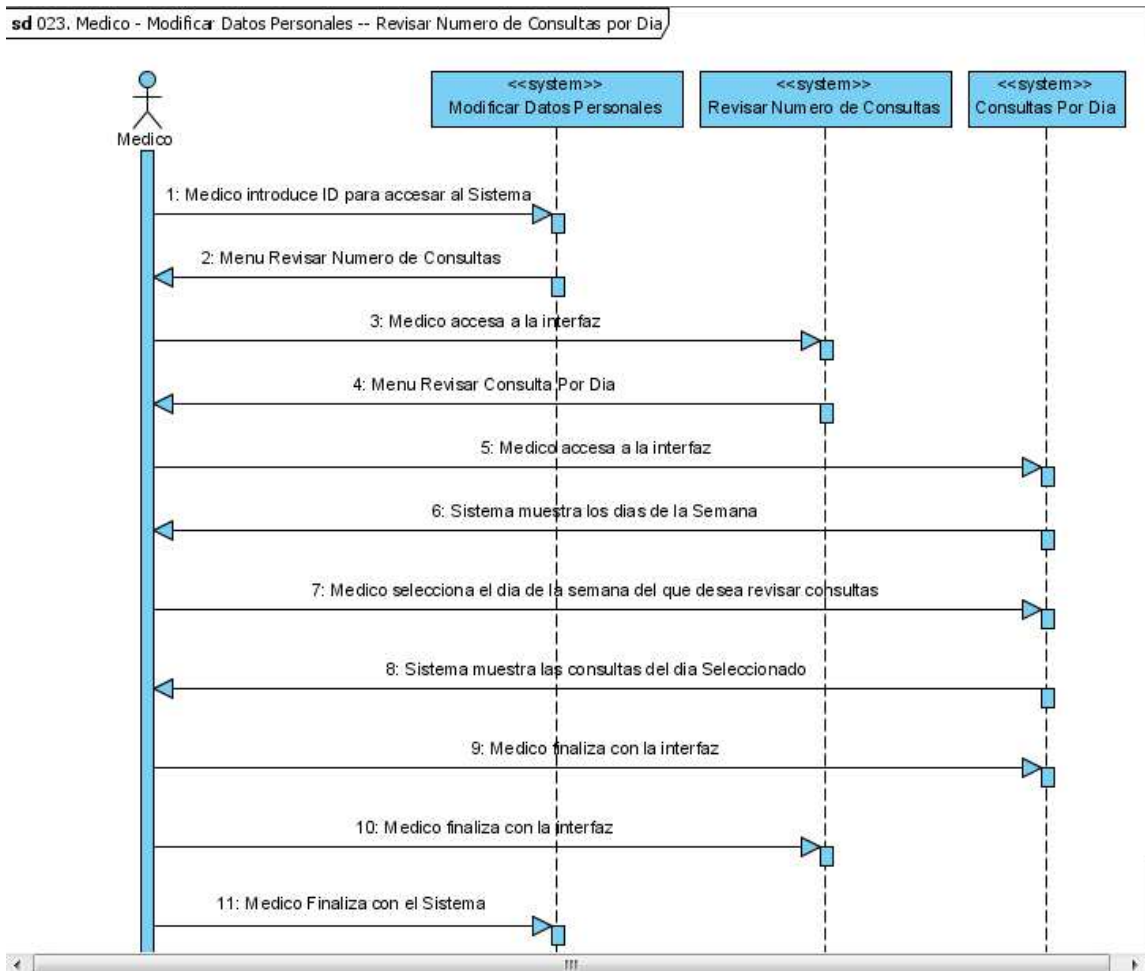 sd 023. Medico - Modificar Datos Personales -- Revisar Numero de Consultas por Dia
Medico
<<system>>
Modificar Datos Personales
<<system>>
Revisar Numero de Consultas
<<system>>
Consultas Por Dia
1: Medico introduce ID para accesar al Sistema
2: Menu Revisar Numero de Consultas
3: Medico accesa a la interfaz
4: Menu Revisar Consulta Por Dia
5: Medico accesa a la interfaz
6: Sistema muestra los dias de la Semana
7: Medico selecciona el dia de la semana del que desea revisar consultas
8: Sistema muestra las consultas del dia Seleccionado
9: Medico finaliza con la interfaz
10: Medico finaliza con la interfaz
11: Medico Finaliza con el Sistema